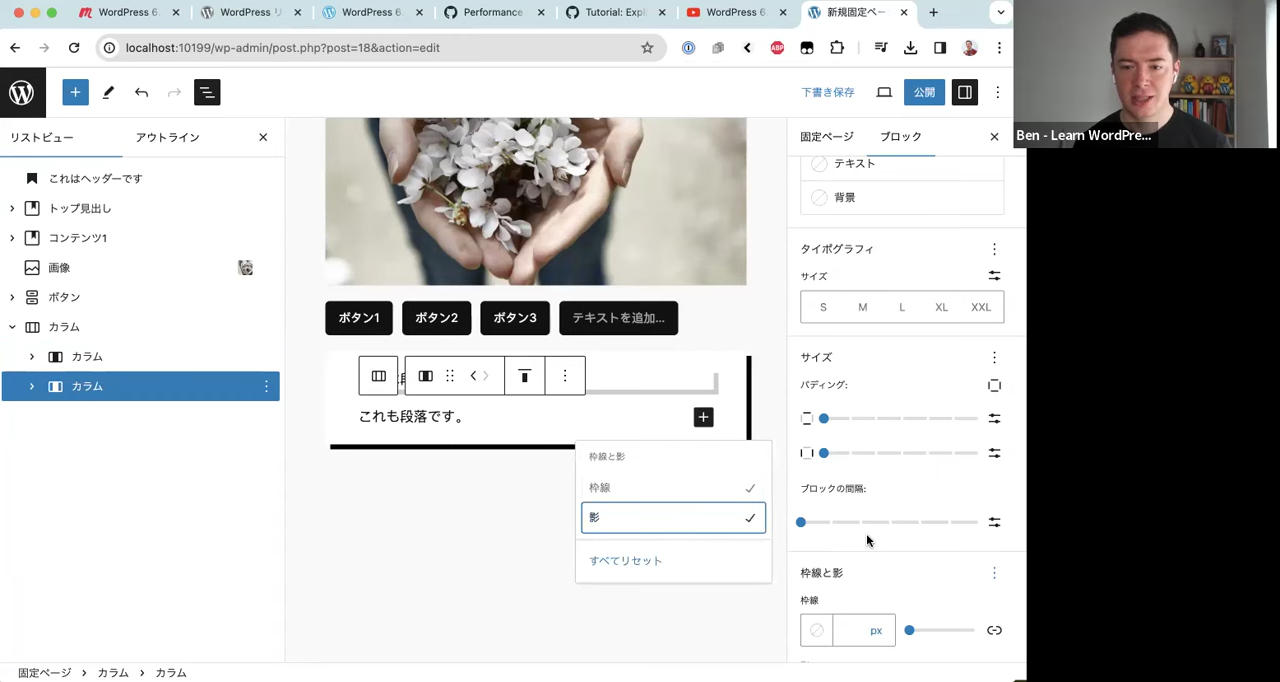 WordPress 6.
WordPress リ
WordPress 6.
Performance
Tutorial: Expl
WordPress 6.
新規固定ペー
localhost:10199/wp-admin/post.php?post=18&action=edit
ABP
Ben - Learn WordPre...
下書き保存
公開
リストビュー
アウトライン
これはヘッダーです
トップ見出し
コンテンツ1
画像
ボタン
カラム
カラム
カラム
ボタン1
ボタン2
ボタン3
テキストを追加...
これも段落です。
枠線と影
枠線
影
すべてリセット
固定ページ
ブロック
テキスト
背景
タイポグラフィ
サイズ
S
M
L
XL
XXL
サイズ
パディング:
ブロックの間隔:
枠線と影
枠線
px
固定ページ
カラム
カラム